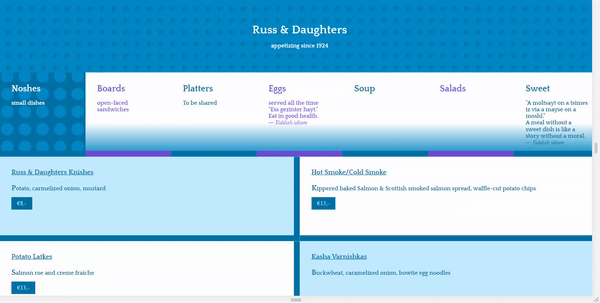 Russ & Daughters
appetizing since 1924
Noshes
small dishes
Boards
open-faced
sandwiches
Platters
To be shared
Eggs
served all the time
"Ess gezinter hayt."
Eat in good health.
— Yiddish idiom
Soup
Salads
Sweet
"A moltsayt on a tsimes
iz vi a mayse on a
moshl."
A meal without a
sweet dish is like a
story without a moral.
— Yiddish idiom
Russ & Daughters Knishes
Potato, carmelized onion, mustard
€8,-
Hot Smoke/Cold Smoke
Kippered baked Salmon & Scottish smoked salmon spread, waffle-cut potato chips
€13,-
Potato Latkes
Salmon roe and creme fraiche
€13,-
Kasha Varnishkas
Buckwheat, caramelized onion, bowtie egg noodles